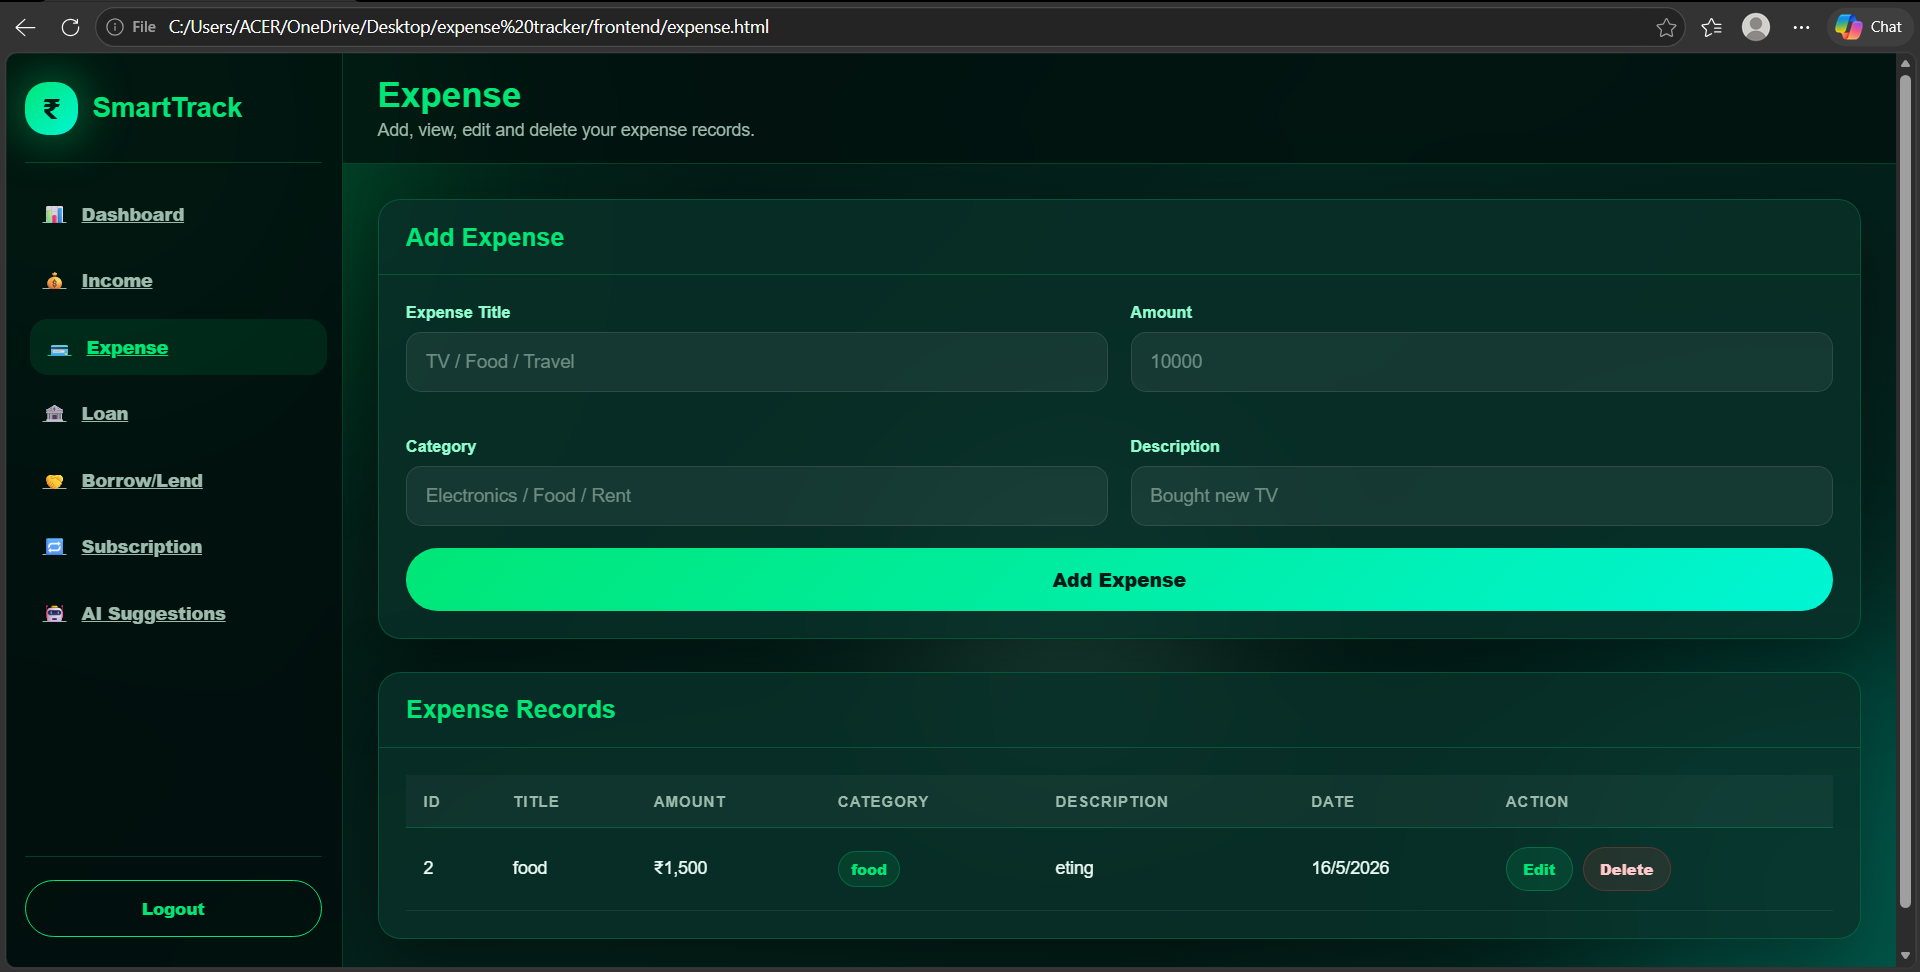 File C:/Users/ACER/OneDrive/Desktop/expense%20tracker/frontend/expense.html Chat
₹ SmartTrack
Dashboard
Income
Expense
Loan
Borrow/Lend
Subscription
AI Suggestions
Logout
Expense
Add, view, edit and delete your expense records.
Add Expense
Expense Title Amount
TV / Food / Travel 10000
Category Description
Electronics / Food / Rent Bought new TV
Add Expense
Expense Records
ID TITLE AMOUNT CATEGORY DESCRIPTION DATE ACTION
2 food ₹1,500 food eting 16/5/2026 Edit Delete